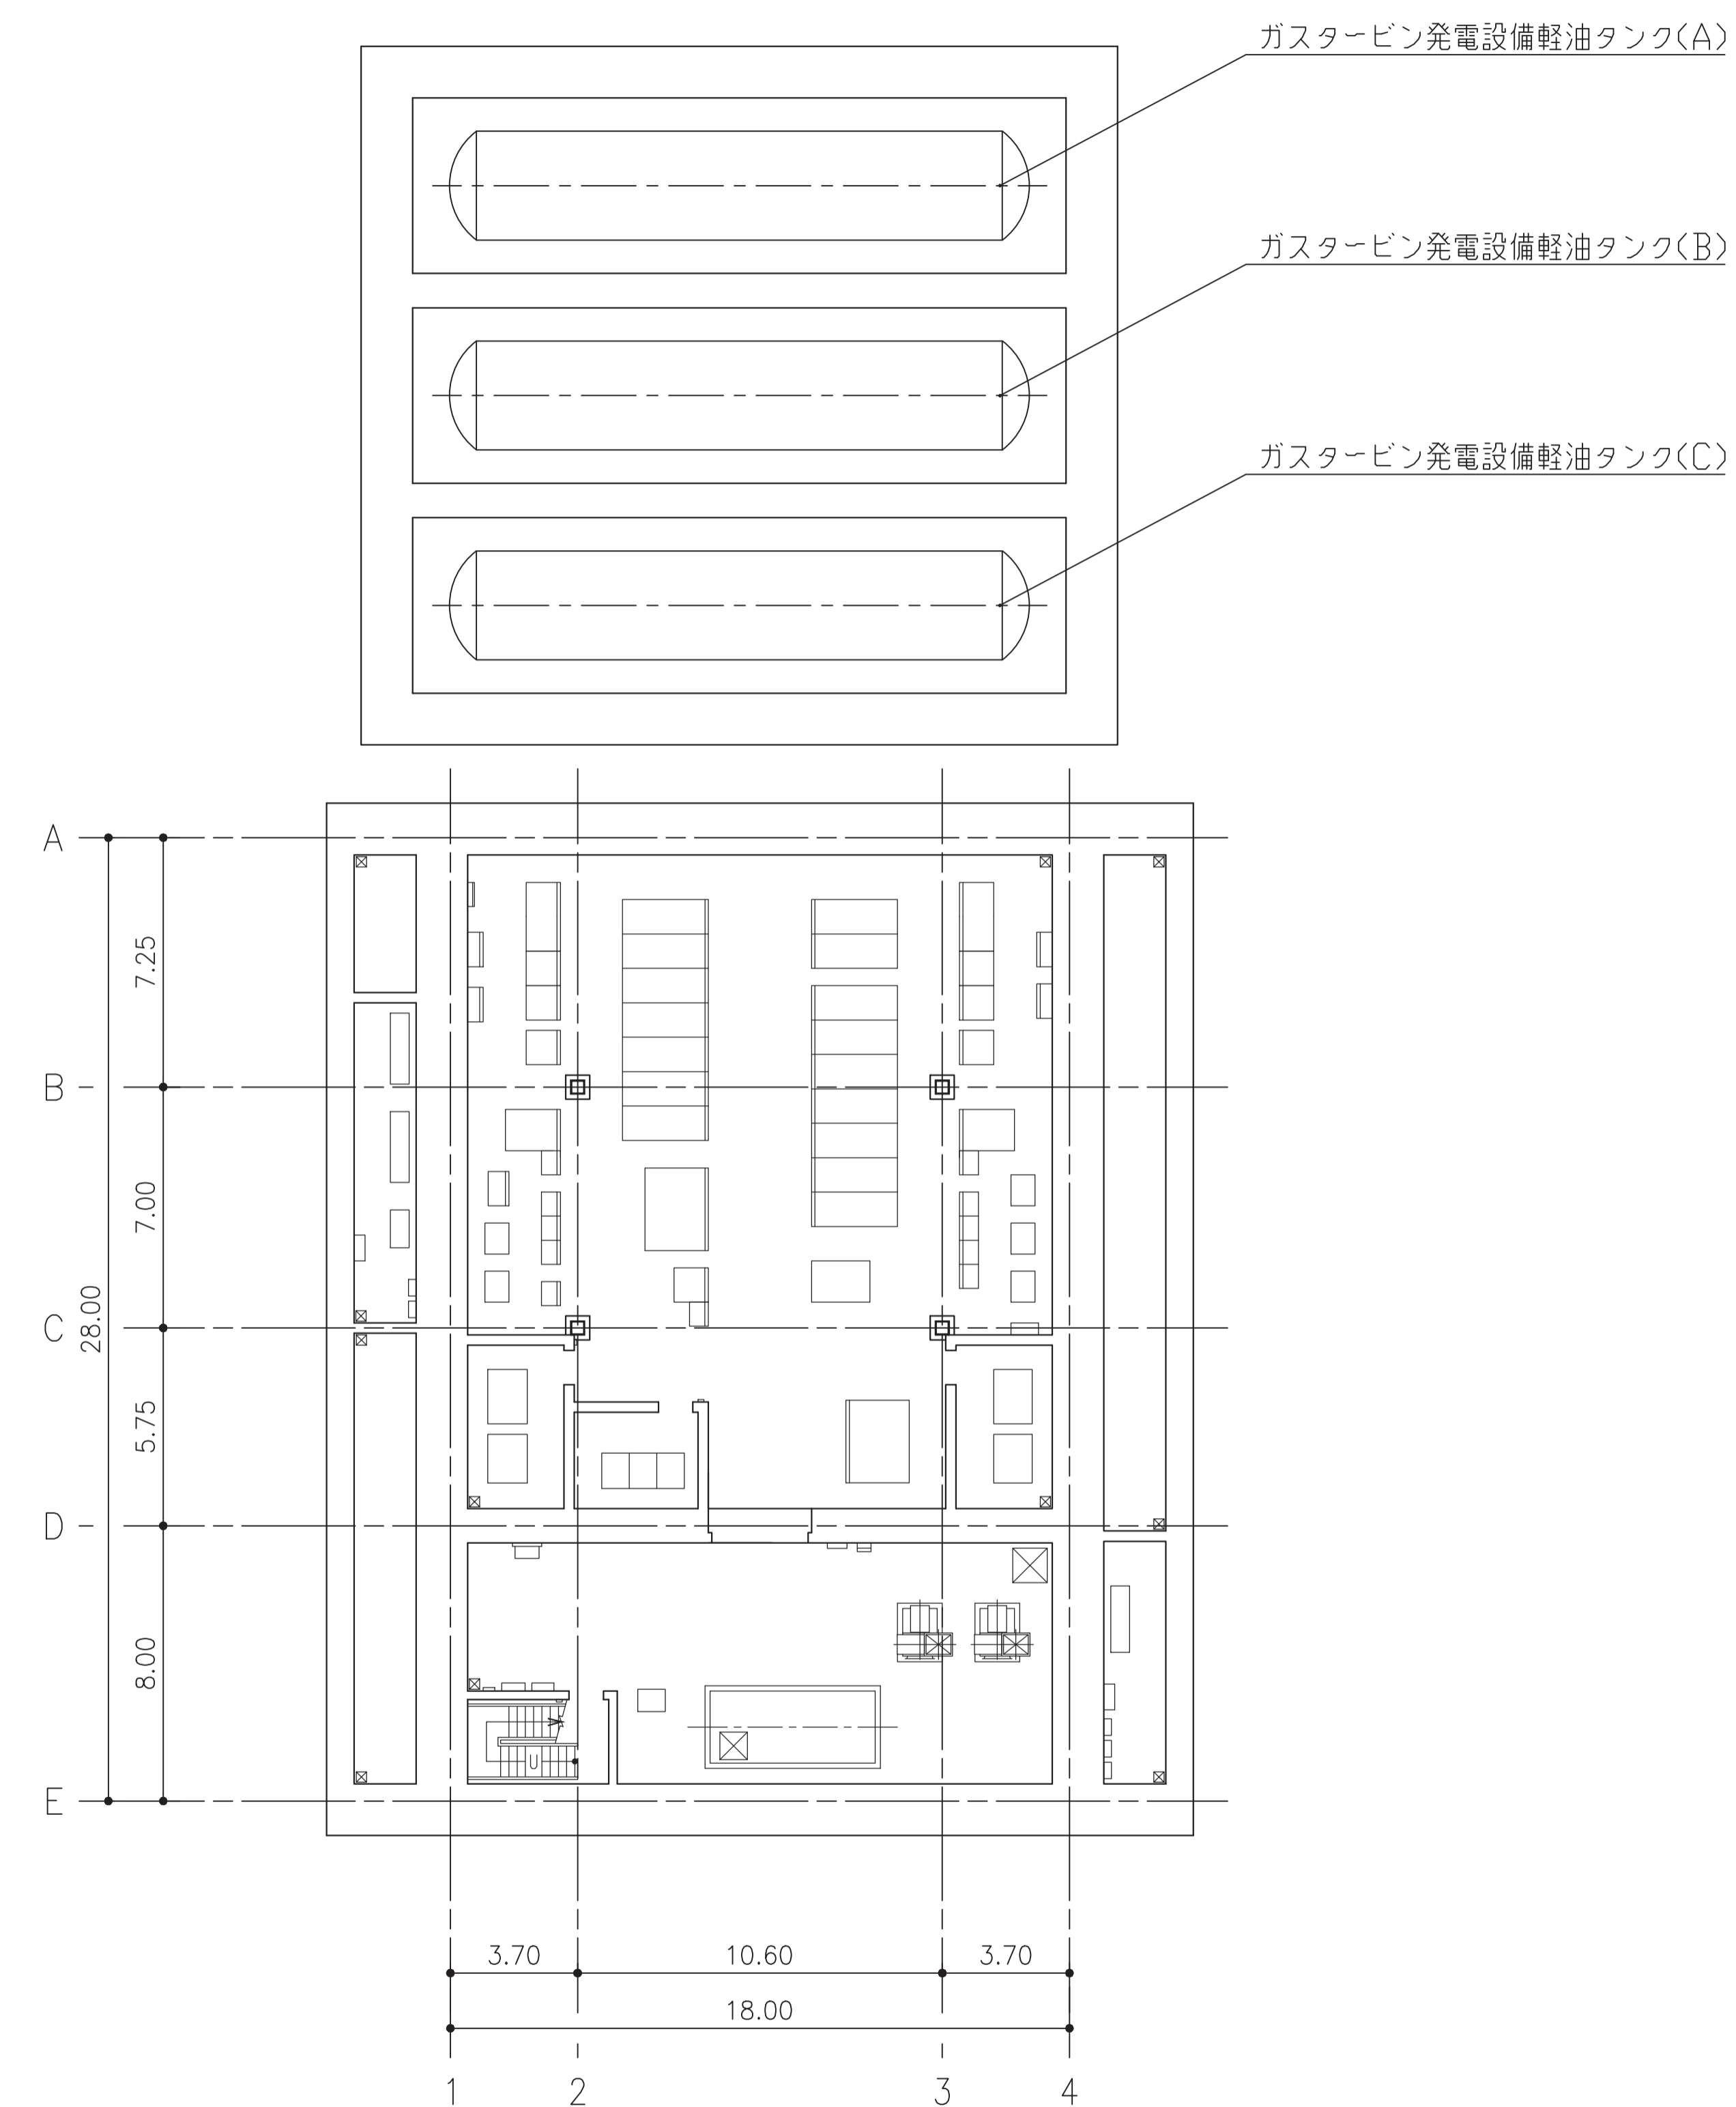 ガスタービン発電設備軽油タンク(A)
ガスタービン発電設備軽油タンク(B)
ガスタービン発電設備軽油タンク(C)
A
7.25
B
7.00
28.00
C
5.75
D
8.00
U
E
3.70 10.60 3.70
18.00
1 2 3 4